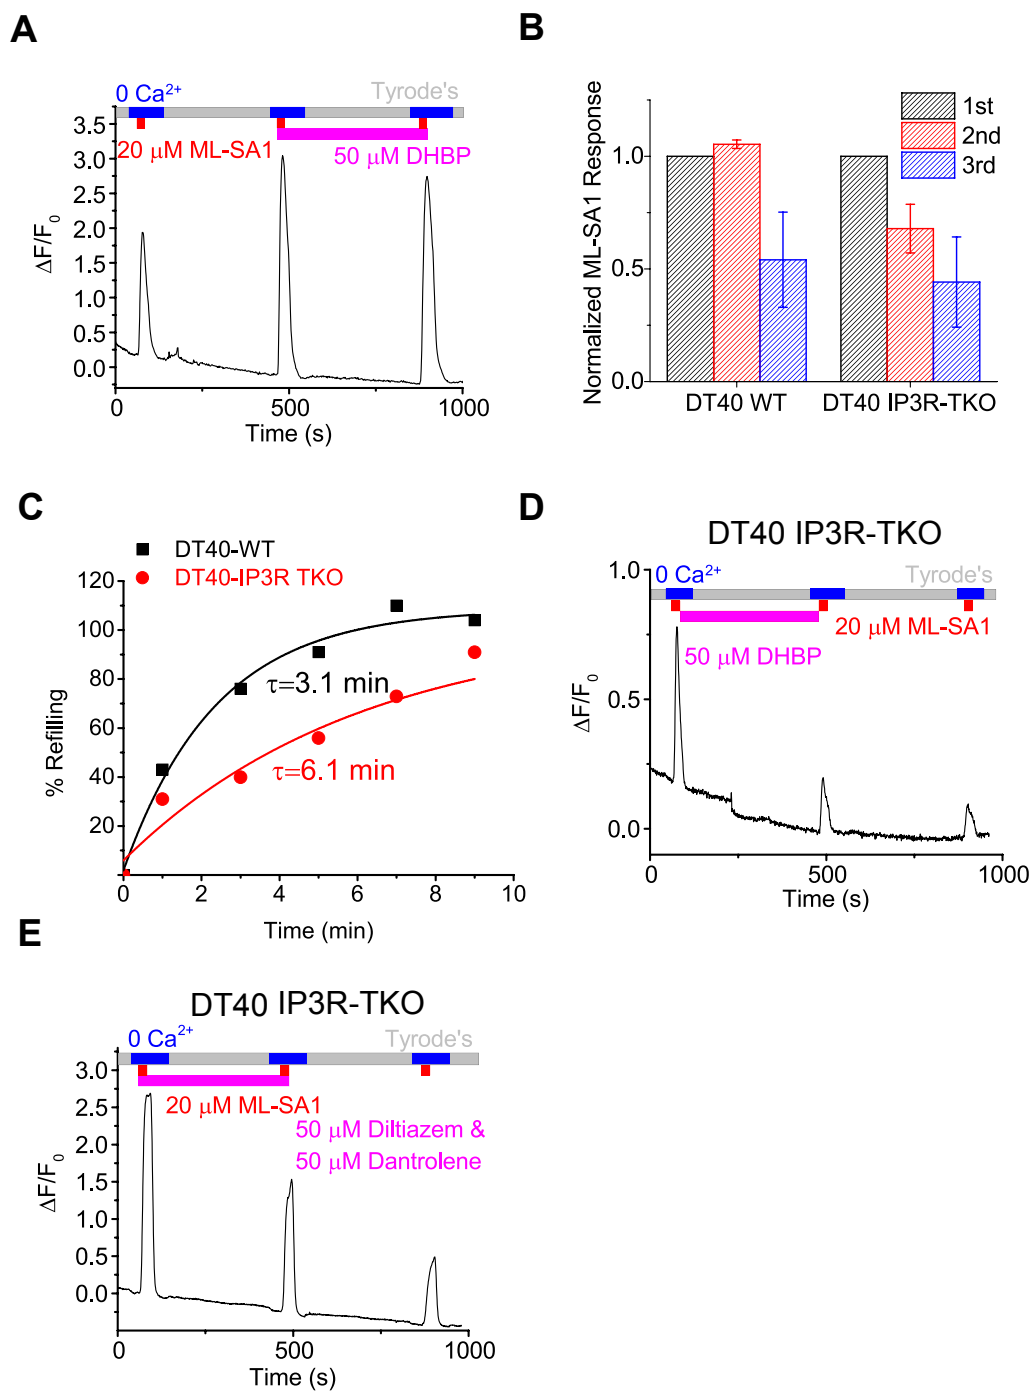 A
0 Ca²⁺
Tyrode's
20 μM ML-SA1
50 μM DHBP
3.5
3.0
2.5
2.0
1.5
1.0
0.5
0.0
ΔF/F₀
0
500
1000
Time (s)
B
1st
2nd
3rd
Normalized ML-SA1 Response
1.0
0.5
0.0
DT40 WT
DT40 IP3R-TKO
C
DT40-WT
DT40-IP3R TKO
120
100
80
60
40
20
% Refilling
τ=3.1 min
τ=6.1 min
0
2
4
6
8
10
Time (min)
D
DT40 IP3R-TKO
0 Ca²⁺
Tyrode's
20 μM ML-SA1
50 μM DHBP
1.0
0.5
0.0
ΔF/F₀
0
500
1000
Time (s)
E
DT40 IP3R-TKO
0 Ca²⁺
Tyrode's
20 μM ML-SA1
50 μM Diltiazem &
50 μM Dantrolene
3.0
2.5
2.0
1.5
1.0
0.5
0.0
ΔF/F₀
0
500
1000
Time (s)